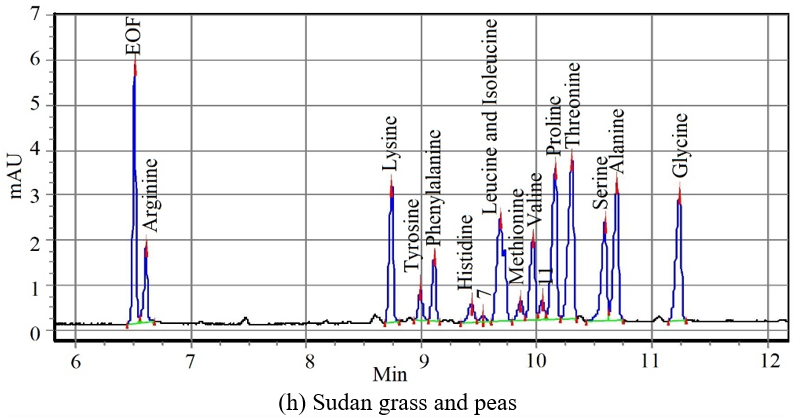 7
6
5
4
3
2
1
0
mAU
EOF
Arginine
Lysine
Tyrosine
Phenylalanine
Histidine
7
Leucine and Isoleucine
Methionine
Valine
11
Proline
Threonine
Serine
Alanine
Glycine
6 7 8 9 10 11 12
Min
(h) Sudan grass and peas